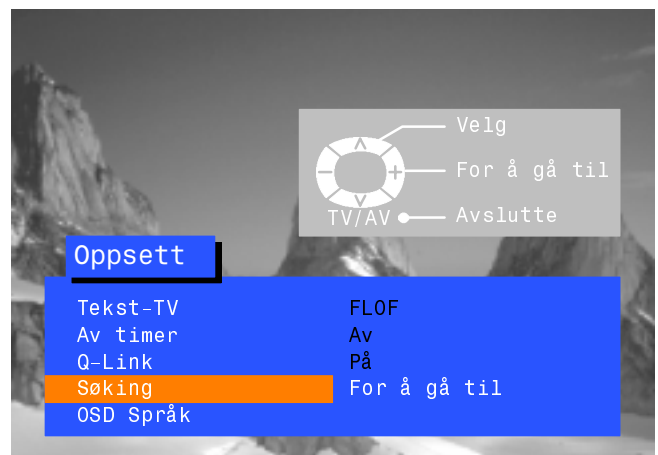 Velg
For å gå til
TV/AV Avslutte
Oppsett
Tekst-TV FLOF
Av timer Av
Q-Link På
Søking For å gå til
OSD Språk